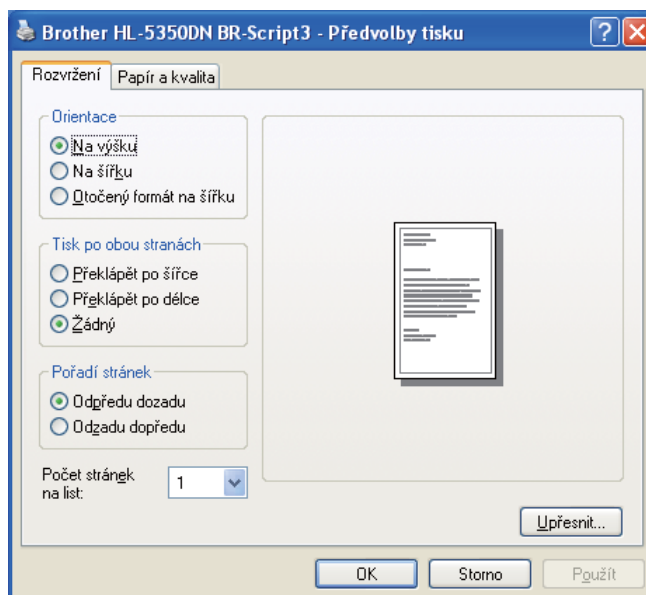 Brother HL-5350DN BR-Script3 - Předvolby tisku
Rozvržení
Papír a kvalita
Orientace
Na výšku
Na šířku
Otočený formát na šířku
Tisk po obou stranách
Překlápět po šířce
Překlápět po délce
Žádný
Pořadí stránek
Odpředu dozadu
Odzadu dopředu
Počet stránek
na list:
1
Upřesnit...
OK
Storno
Použít